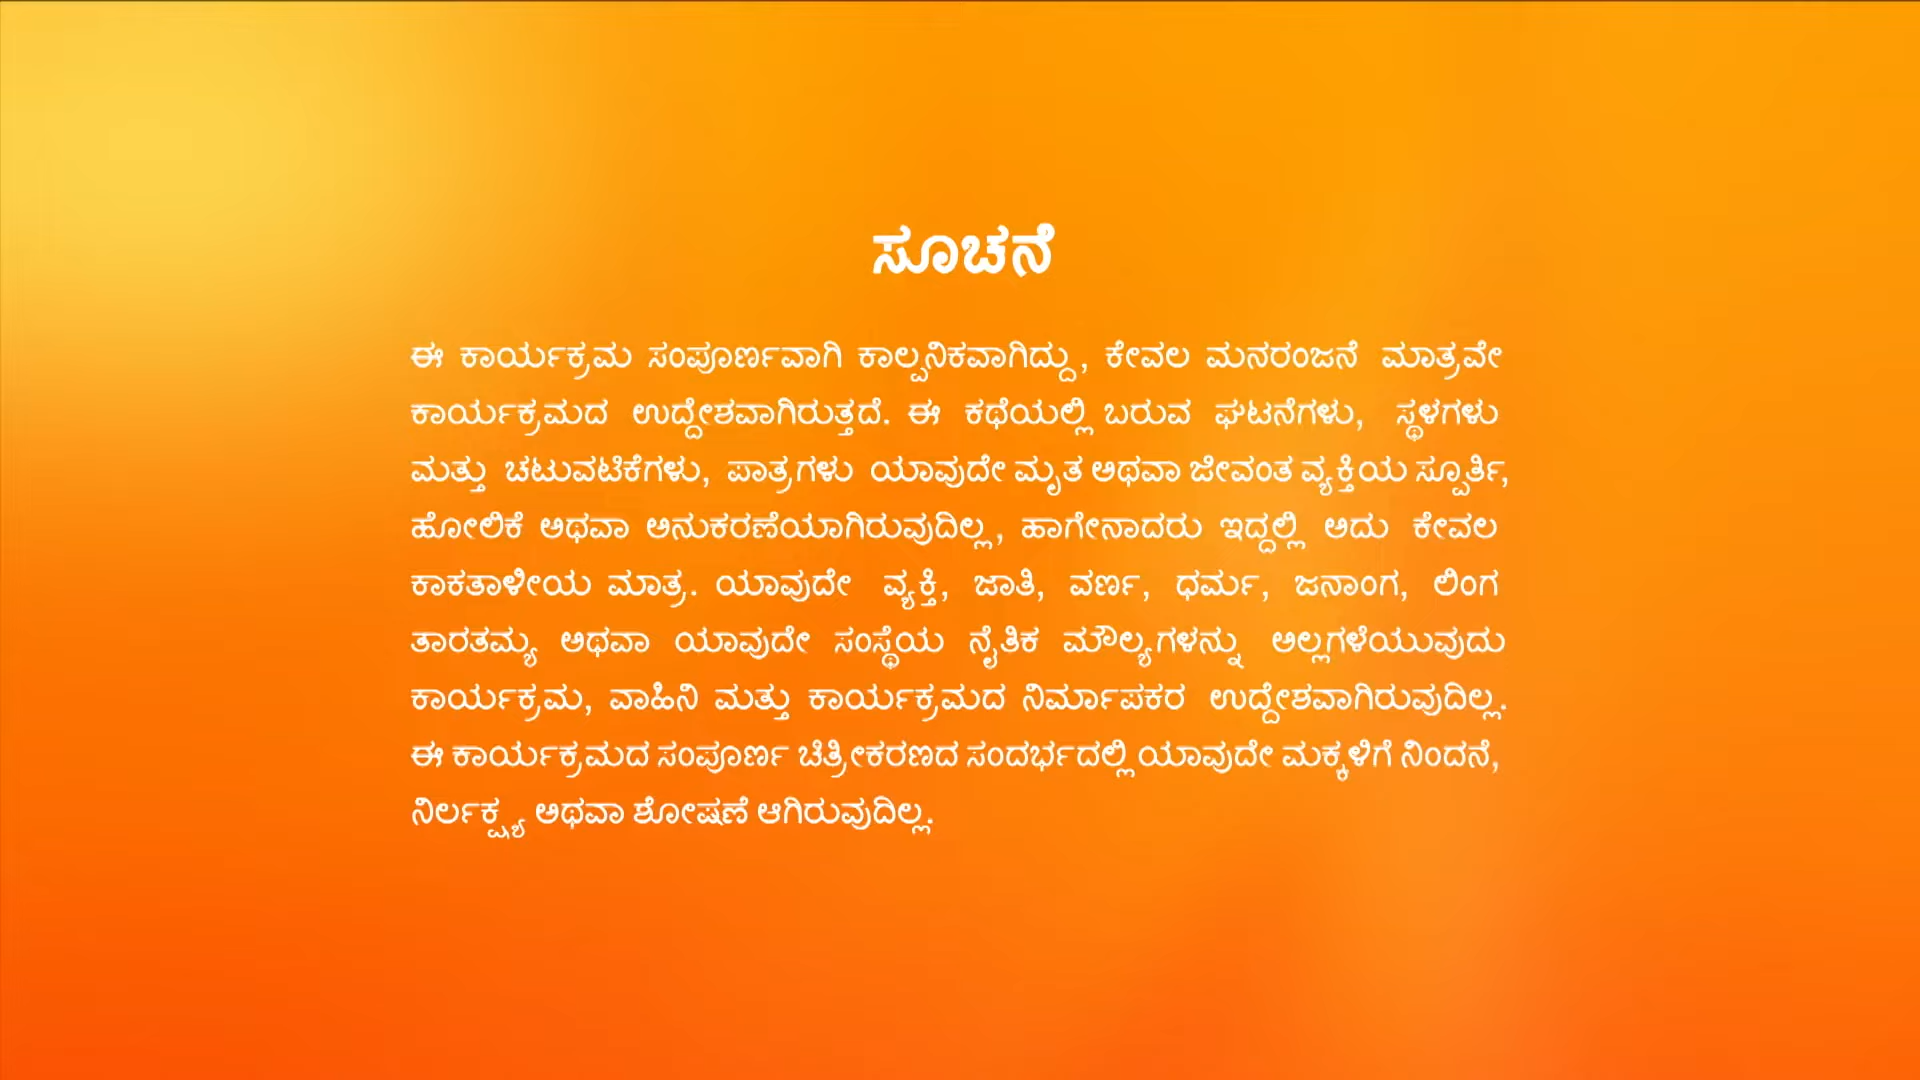 ಸೂಚನೆ
ಈ ಕಾರ್ಯಕ್ರಮ ಸಂಪೂರ್ಣವಾಗಿ ಕಾಲ್ಪನಿಕವಾಗಿದ್ದು, ಕೇವಲ ಮನರಂಜನೆ ಮಾತ್ರವೇ
ಕಾರ್ಯಕ್ರಮದ ಉದ್ದೇಶವಾಗಿರುತ್ತದೆ. ಈ ಕಥೆಯಲ್ಲಿ ಬರುವ ಘಟನೆಗಳು, ಸ್ಥಳಗಳು
ಮತ್ತು ಚಟುವಟಿಕೆಗಳು, ಪಾತ್ರಗಳು ಯಾವುದೇ ಮೃತ ಅಥವಾ ಜೀವಂತ ವ್ಯಕ್ತಿಯ ಸ್ಪೂರ್ತಿ,
ಹೋಲಿಕೆ ಅಥವಾ ಅನುಕರಣೆಯಾಗಿರುವುದಿಲ್ಲ, ಹಾಗೇನಾದರು ಇದ್ದಲ್ಲಿ ಅದು ಕೇವಲ
ಕಾಕತಾಳೀಯ ಮಾತ್ರ. ಯಾವುದೇ ವ್ಯಕ್ತಿ, ಜಾತಿ, ವರ್ಣ, ಧರ್ಮ, ಜನಾಂಗ, ಲಿಂಗ
ತಾರತಮ್ಯ ಅಥವಾ ಯಾವುದೇ ಸಂಸ್ಥೆಯ ನೈತಿಕ ಮೌಲ್ಯಗಳನ್ನು ಅಲ್ಲಗಳೆಯುವುದು
ಕಾರ್ಯಕ್ರಮ, ವಾಹಿನಿ ಮತ್ತು ಕಾರ್ಯಕ್ರಮದ ನಿರ್ಮಾಪಕರ ಉದ್ದೇಶವಾಗಿರುವುದಿಲ್ಲ.
ಈ ಕಾರ್ಯಕ್ರಮದ ಸಂಪೂರ್ಣ ಚಿತ್ರೀಕರಣದ ಸಂದರ್ಭದಲ್ಲಿ ಯಾವುದೇ ಮಕ್ಕಳಿಗೆ ನಿಂದನೆ,
ನಿರ್ಲಕ್ಷ್ಯ ಅಥವಾ ಶೋಷಣೆ ಆಗಿರುವುದಿಲ್ಲ.